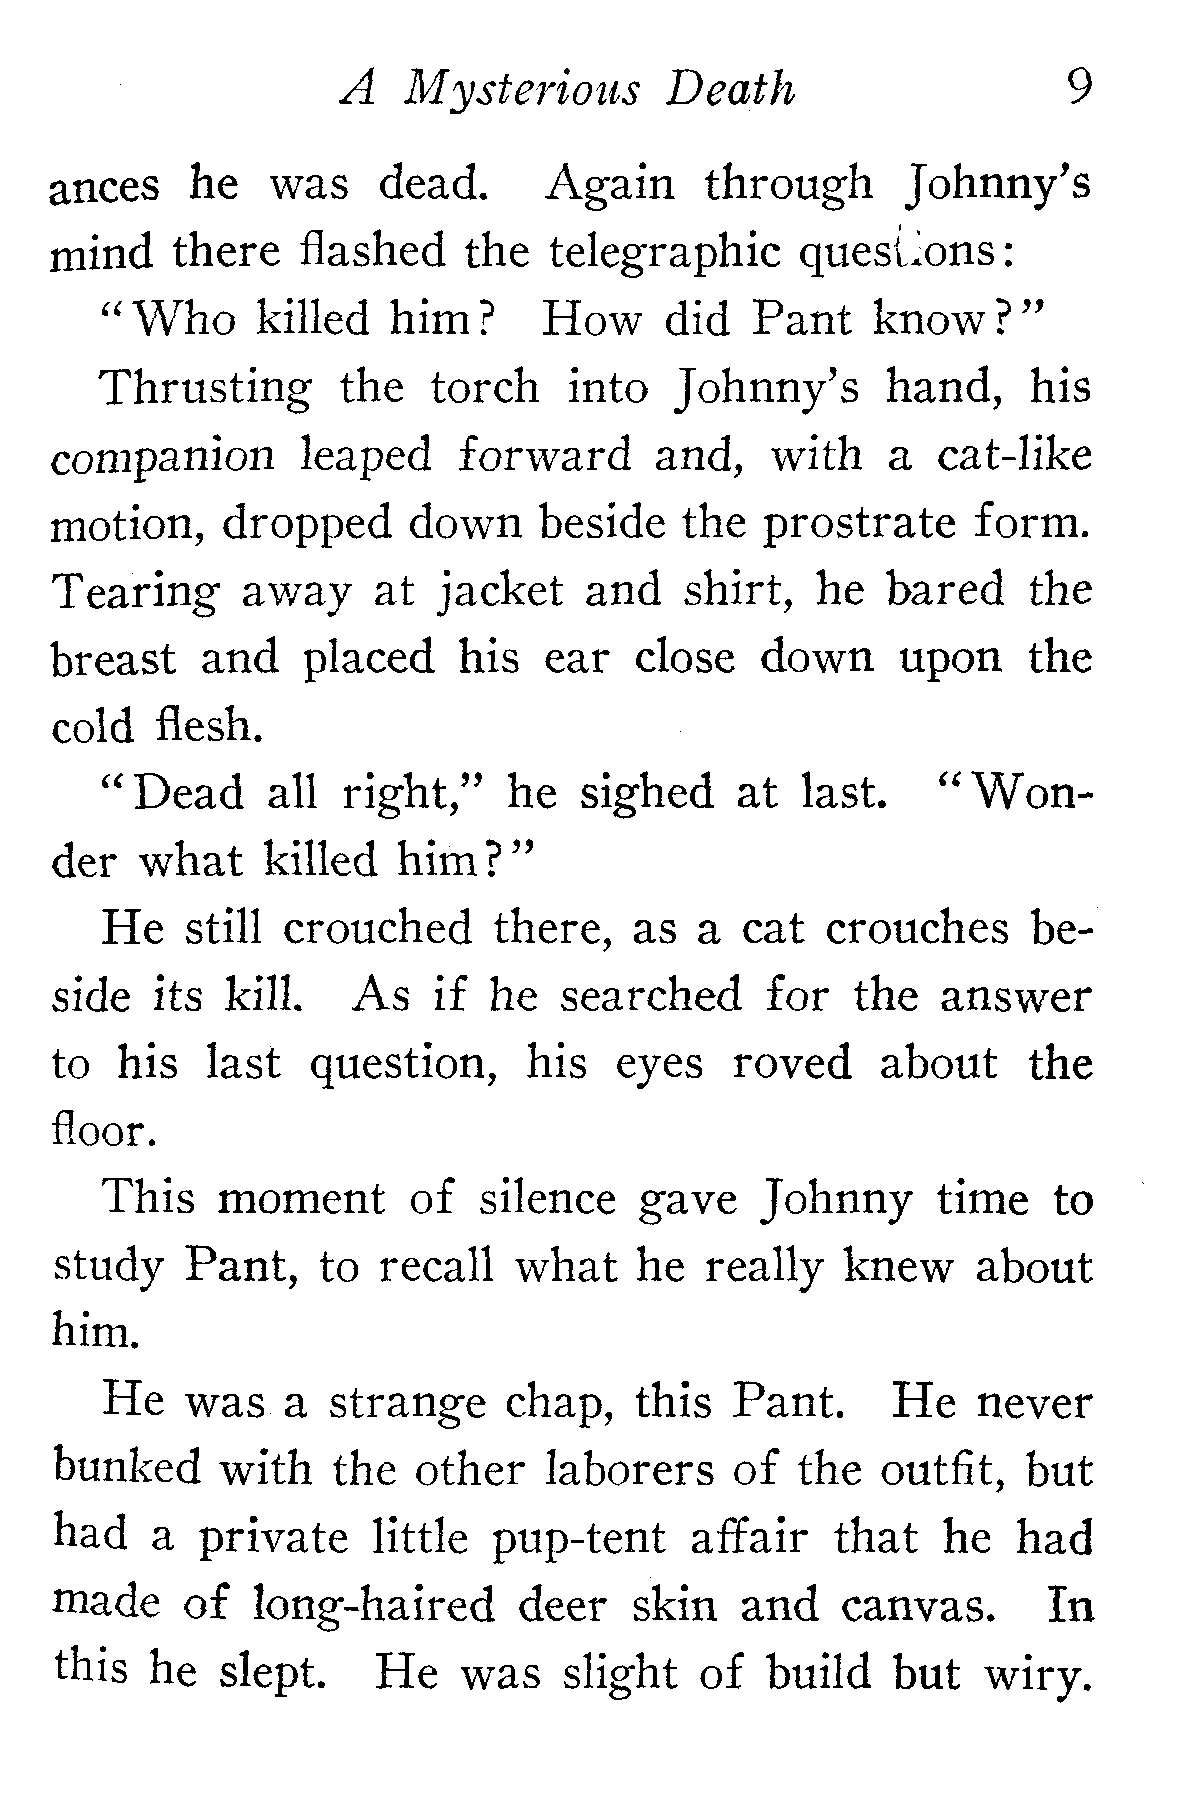 A Mysterious Death 9
ances he was dead. Again through Johnny's
mind there flashed the telegraphic questions:
"Who killed him? How did Pant know?"
Thrusting the torch into Johnny's hand, his
companion leaped forward and, with a cat-like
motion, dropped down beside the prostrate form.
Tearing away at jacket and shirt, he bared the
breast and placed his ear close down upon the
cold flesh.
"Dead all right," he sighed at last. "Won-
der what killed him?"
He still crouched there, as a cat crouches be-
side its kill. As if he searched for the answer
to his last question, his eyes roved about the
floor.
This moment of silence gave Johnny time to
study Pant, to recall what he really knew about
him.
He was a strange chap, this Pant. He never
bunked with the other laborers of the outfit, but
had a private little pup-tent affair that he had
made of long-haired deer skin and canvas. In
this he slept. He was slight of build but wiry.